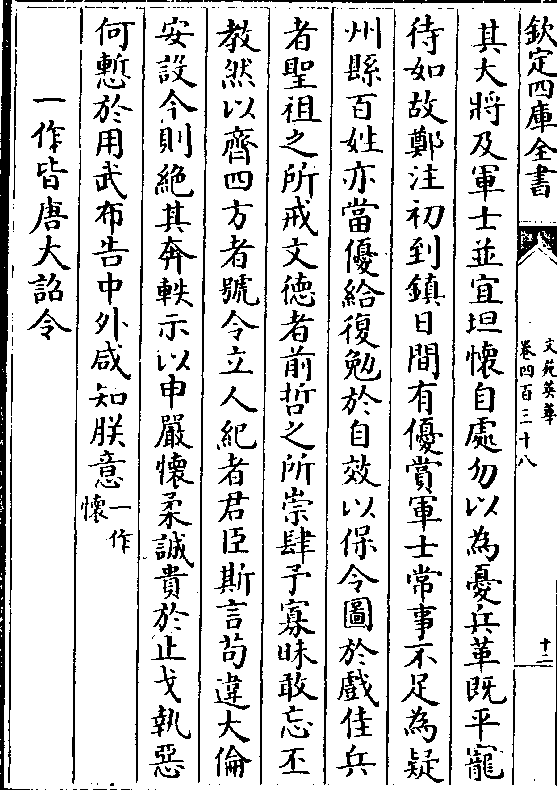 欽定四庫全書
文苑英華
卷四百三十八
十二
其大將及軍士並宜坦懷自處勿以為憂兵革既平寵
待如故鄭注初到鎮日間有優賞軍士常事不足為疑
州縣百姓亦當優給復勉於自效以保令圖於戲佳兵
者聖祖之所戒文德者前哲之所崇肆予寡昧敢忘丕
教然以齊四方者號令立人紀者君臣斯言茍違大倫
安設今則絶其奔軼示以申嚴懷柔誠貴於止戈執惡
何慙於用武布告中外咸知朕意一作懷
一作皆唐大詔令